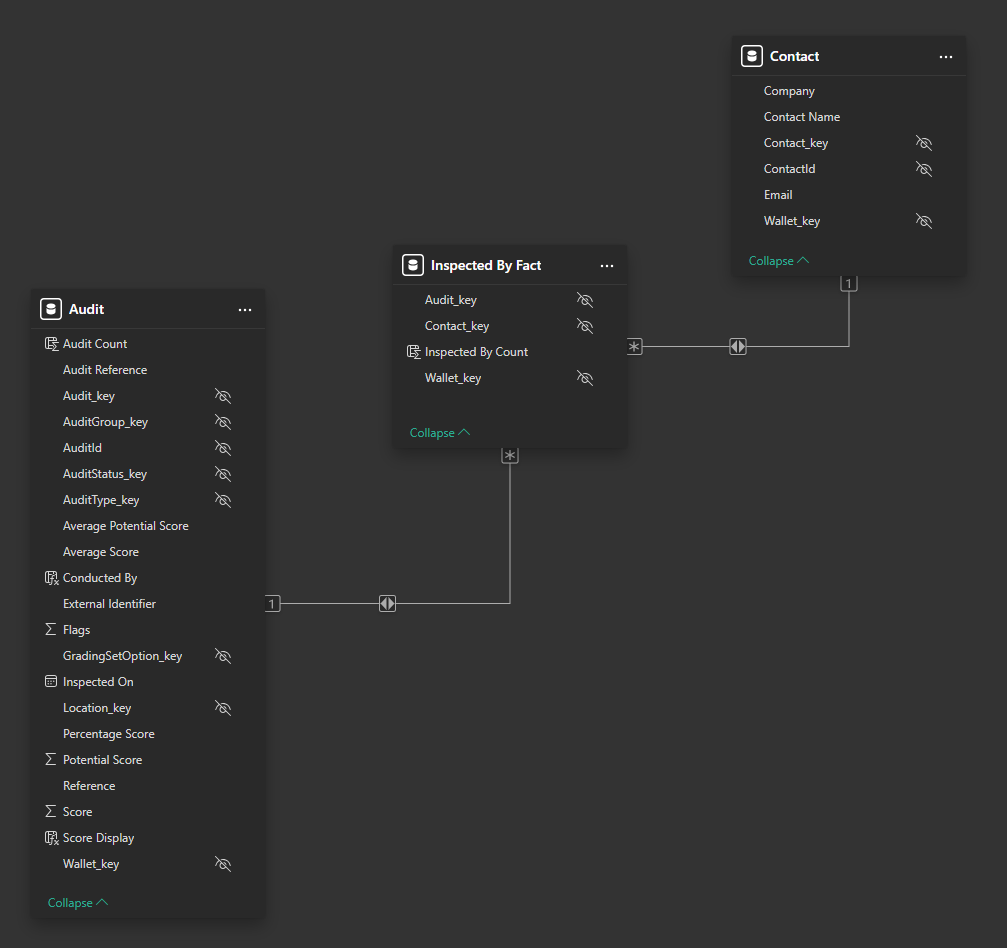 Contact
Company
Contact Name
Contact_key
ContactId
Email
Wallet_key
Collapse
1
Inspected By Fact
Audit_key
Contact_key
Inspected By Count
Wallet_key
Collapse
*
*
Audit
Audit Count
Audit Reference
Audit_key
AuditGroup_key
AuditId
AuditStatus_key
AuditType_key
Average Potential Score
Average Score
Conducted By
External Identifier
Flags
GradingSetOption_key
Inspected On
Location_key
Percentage Score
Potential Score
Reference
Score
Score Display
Wallet_key
Collapse
1